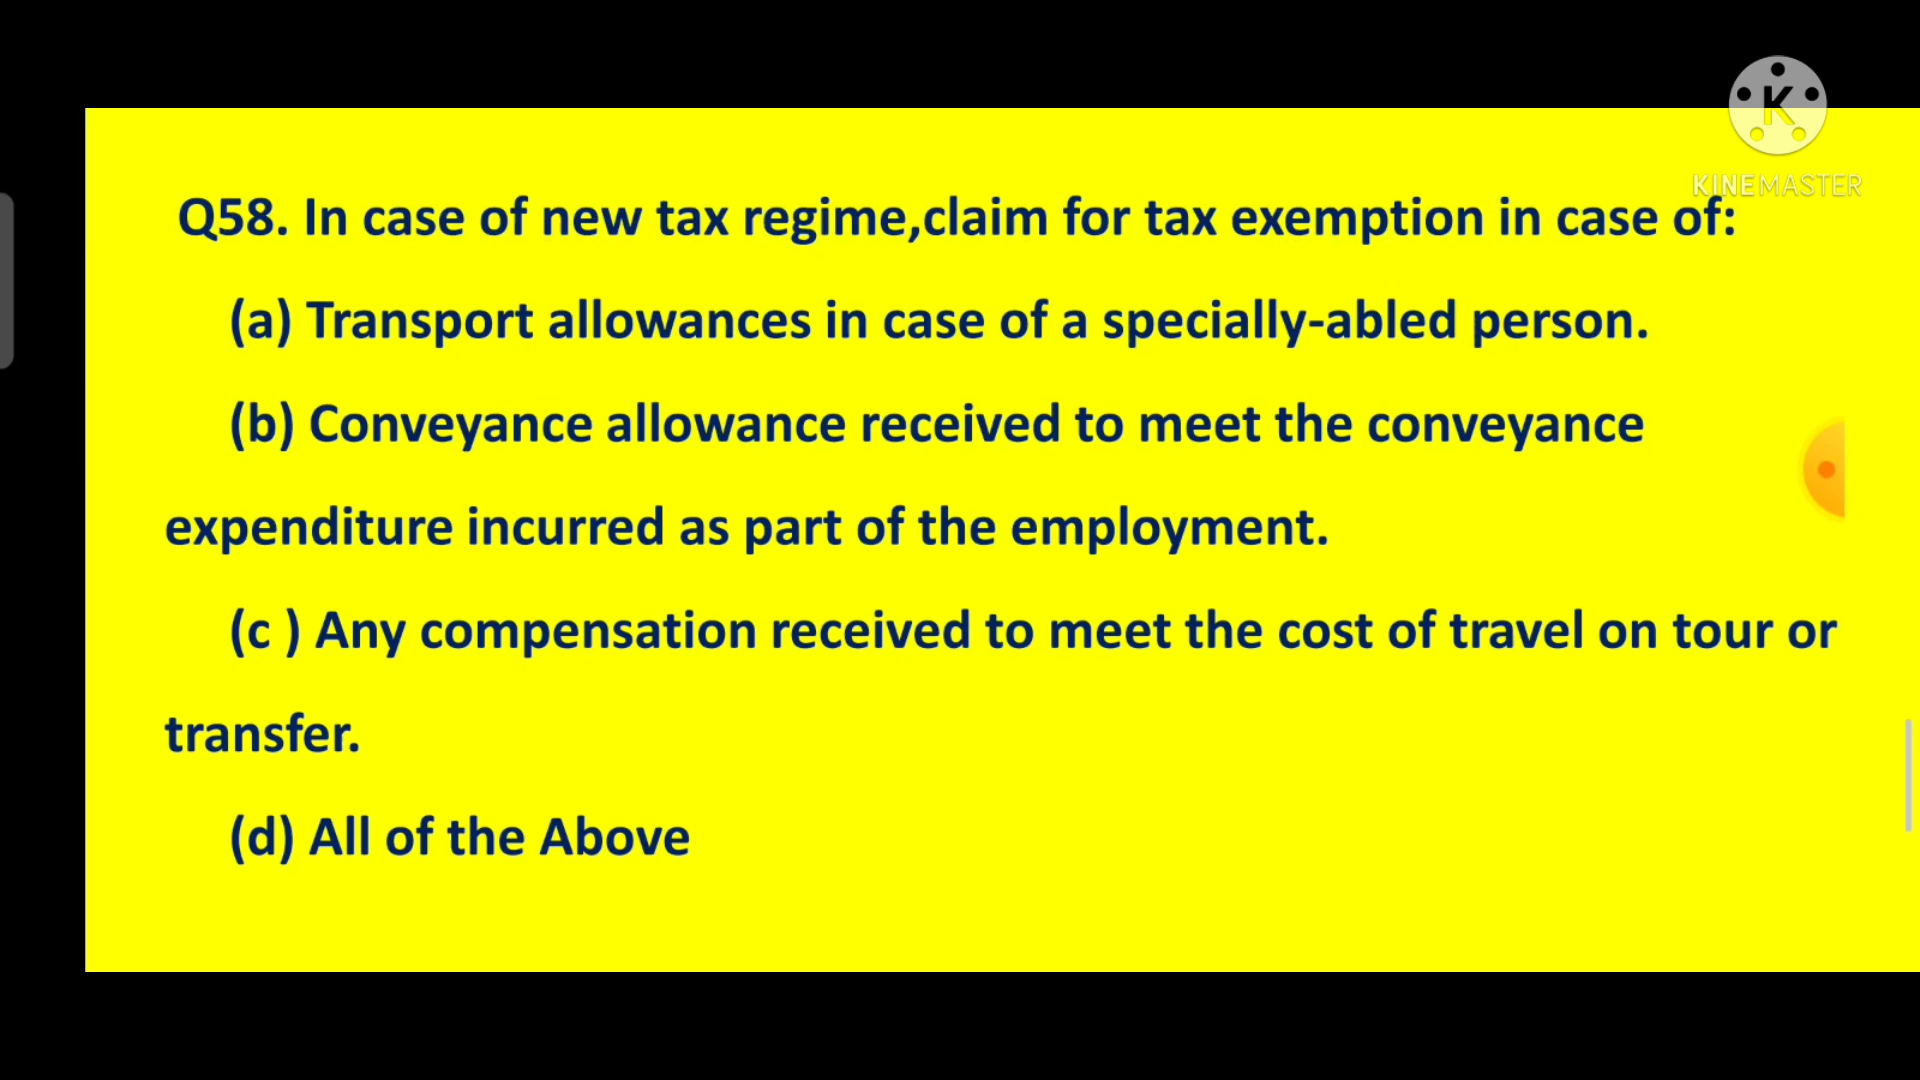 KINEMASTER
Q58. In case of new tax regime,claim for tax exemption in case of:
(a) Transport allowances in case of a specially-abled person.
(b) Conveyance allowance received to meet the conveyance
expenditure incurred as part of the employment.
(c ) Any compensation received to meet the cost of travel on tour or
transfer.
(d) All of the Above